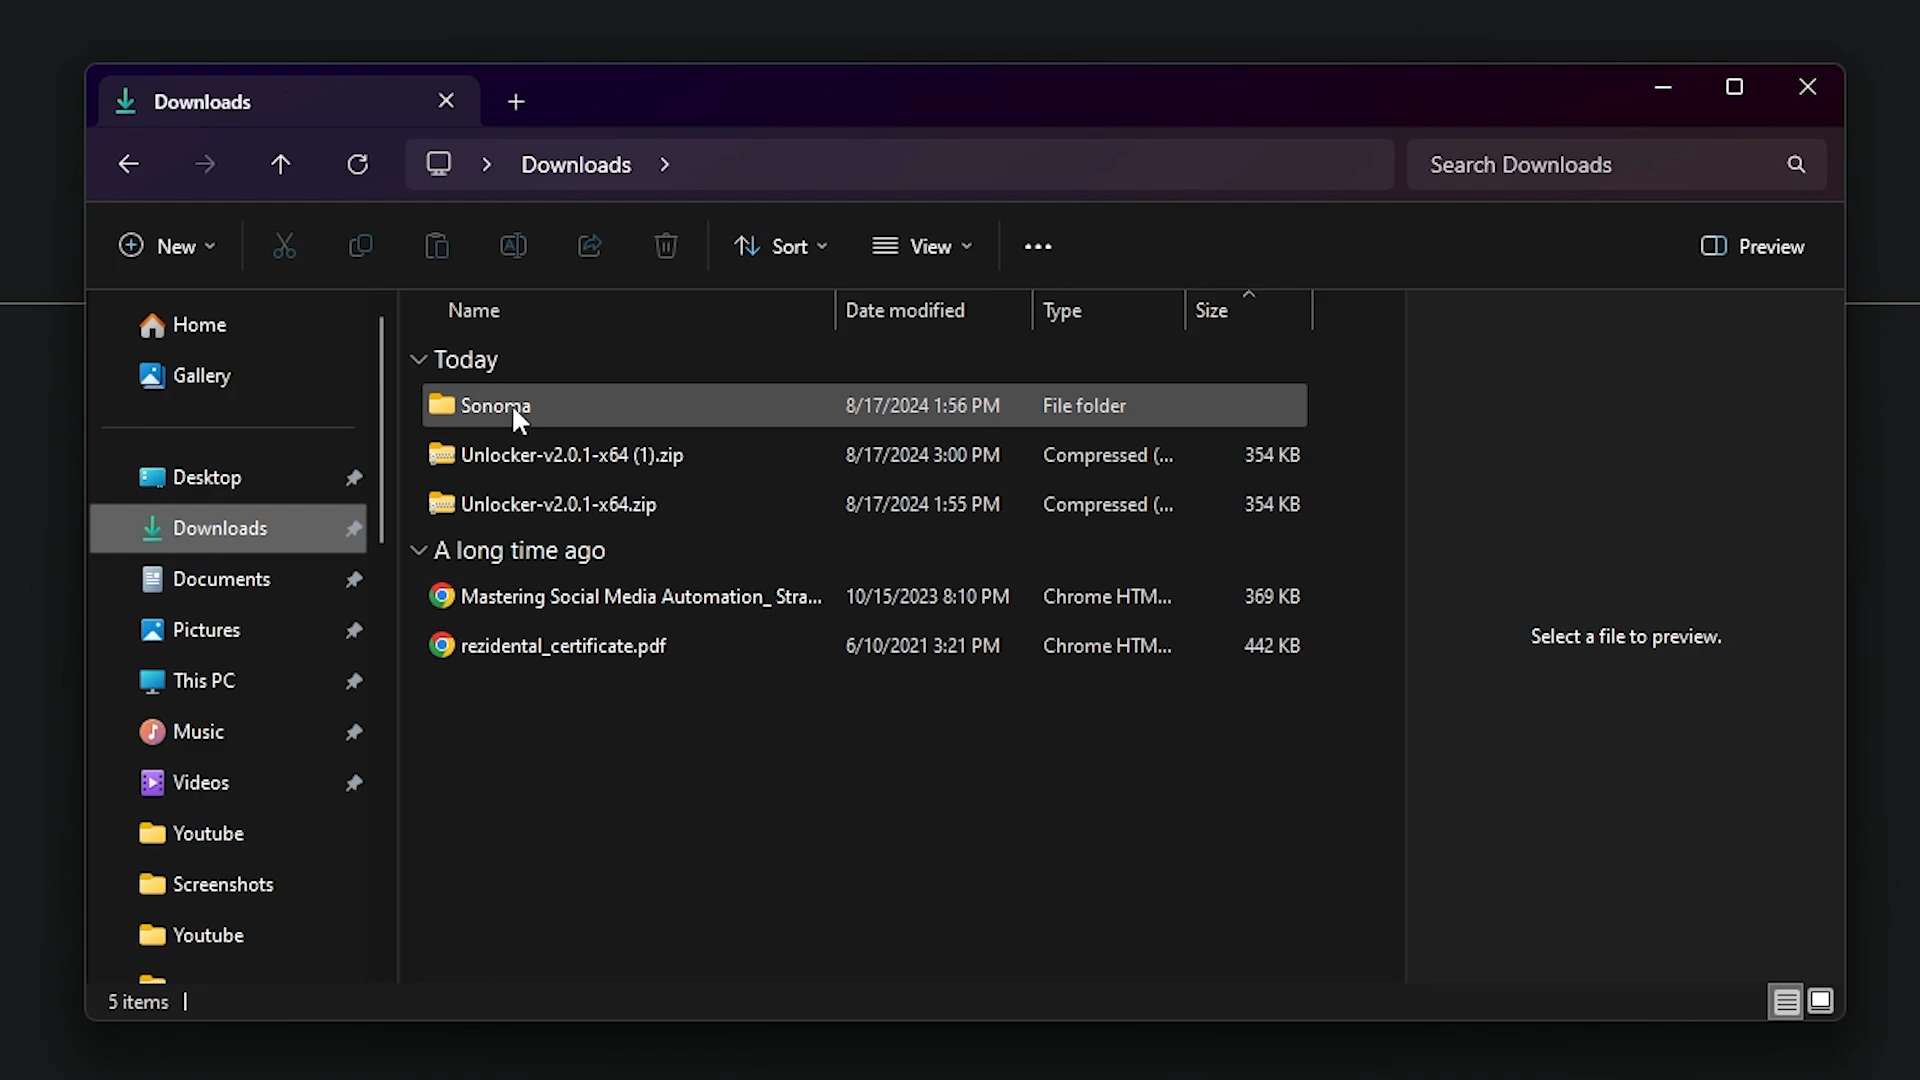 Downloads
Downloads
Search Downloads
New
Sort
View
Preview
Name Date modified Type Size
Home
Gallery
Desktop
Downloads
Documents
Pictures
This PC
Music
Videos
Youtube
Screenshots
Youtube
Today
Sonoma 8/17/2024 1:56 PM File folder
Unlocker-v2.0.1-x64 (1).zip 8/17/2024 3:00 PM Compressed (... 354 KB
Unlocker-v2.0.1-x64.zip 8/17/2024 1:55 PM Compressed (... 354 KB
A long time ago
Mastering Social Media Automation_ Stra... 10/15/2023 8:10 PM Chrome HTM... 369 KB
rezidental_certificate.pdf 6/10/2021 3:21 PM Chrome HTM... 442 KB
Select a file to preview.
5 items